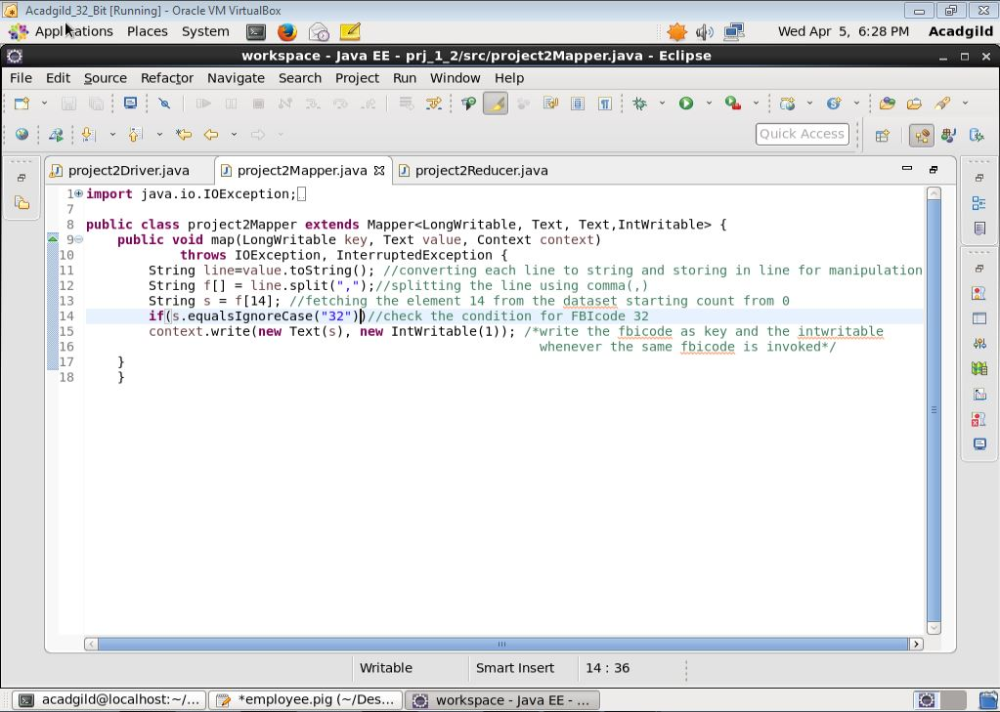 Acadgild_32_Bit [Running] - Oracle VM VirtualBox
Applications Places System Wed Apr 5, 6:28 PM Acadgild
workspace - Java EE - prj_1_2/src/project2Mapper.java - Eclipse
File Edit Source Refactor Navigate Search Project Run Window Help
Quick Access
project2Driver.java project2Mapper.java project2Reducer.java
1 import java.io.IOException;
7
8 public class project2Mapper extends Mapper<LongWritable, Text, Text,IntWritable> {
9 public void map(LongWritable key, Text value, Context context)
10 throws IOException, InterruptedException {
11 String line=value.toString(); //converting each line to string and storing in line for manipulation
12 String f[] = line.split(",");//splitting the line using comma(,)
13 String s = f[14]; //fetching the element 14 from the dataset starting count from 0
14 if(s.equalsIgnoreCase("32"))//check the condition for FBIcode 32
15 context.write(new Text(s), new IntWritable(1)); /*write the fbicode as key and the intwritable
16 whenever the same fbicode is invoked*/
17 }
18 }
Writable Smart Insert 14 : 36
acadgild@localhost:~/... *employee.pig (~/Des... workspace - Java EE - ...